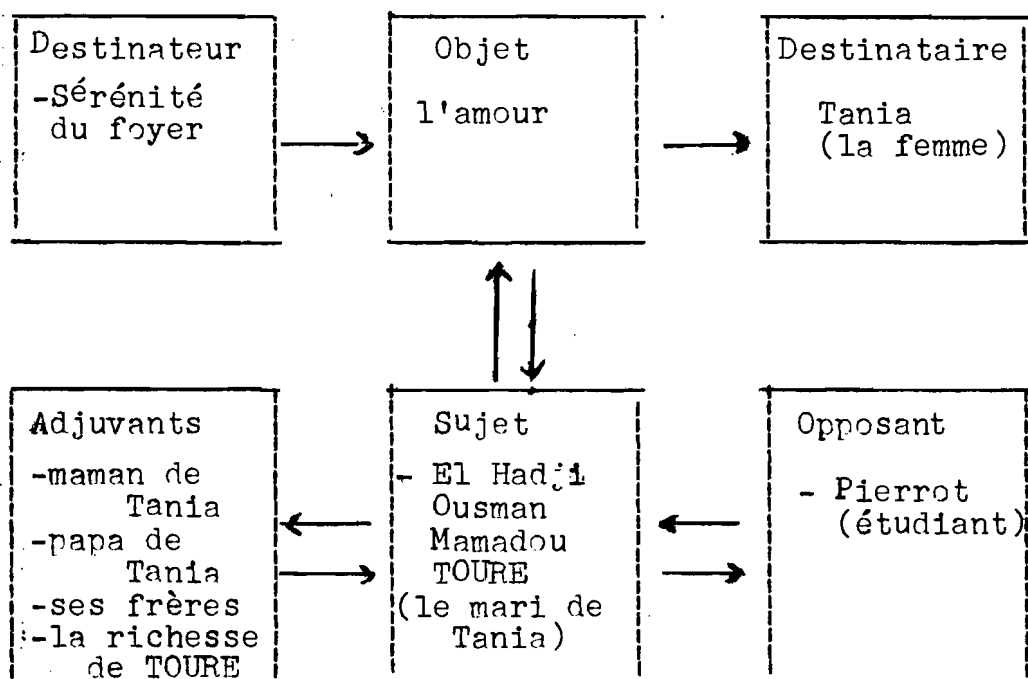 Destinateur
-Sérénité
du foyer
Objet
l'amour
Destinataire
Tania
(la femme)
Adjuvants
-maman de
Tania
-papa de
Tania
-ses frères
-la richesse
de TOURE
Sujet
- El Hadji
Ousman
Mamadou
TOURE
(le mari de
Tania)
Opposant
- Pierrot
(étudiant)